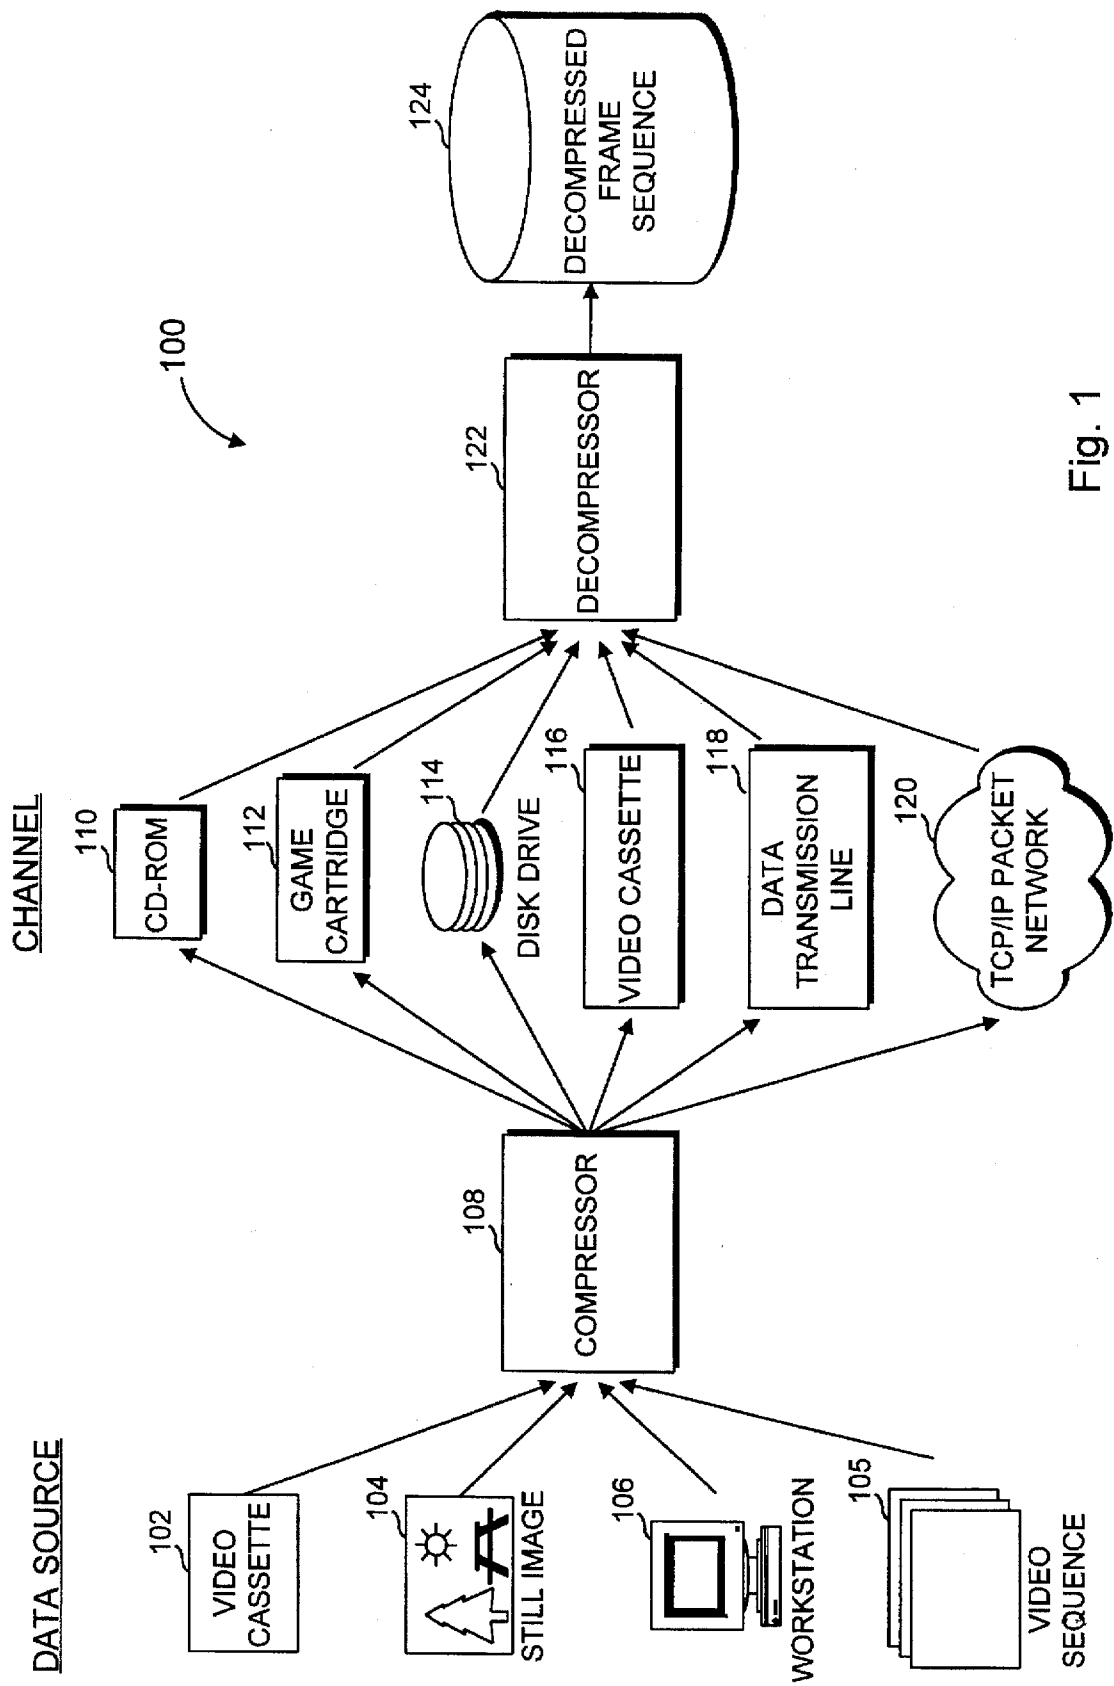 DATA SOURCE
102
VIDEO
CASSETTE
104
STILL IMAGE
106
WORKSTATION
105
VIDEO
SEQUENCE
108
COMPRESSOR
CHANNEL
110
CD-ROM
112
GAME
CARTRIDGE
114
DISK DRIVE
116
VIDEO CASSETTE
118
DATA
TRANSMISSION
LINE
120
TCP/IP PACKET
NETWORK
100
122
DECOMPRESSOR
124
DECOMPRESSED
FRAME
SEQUENCE
Fig. 1